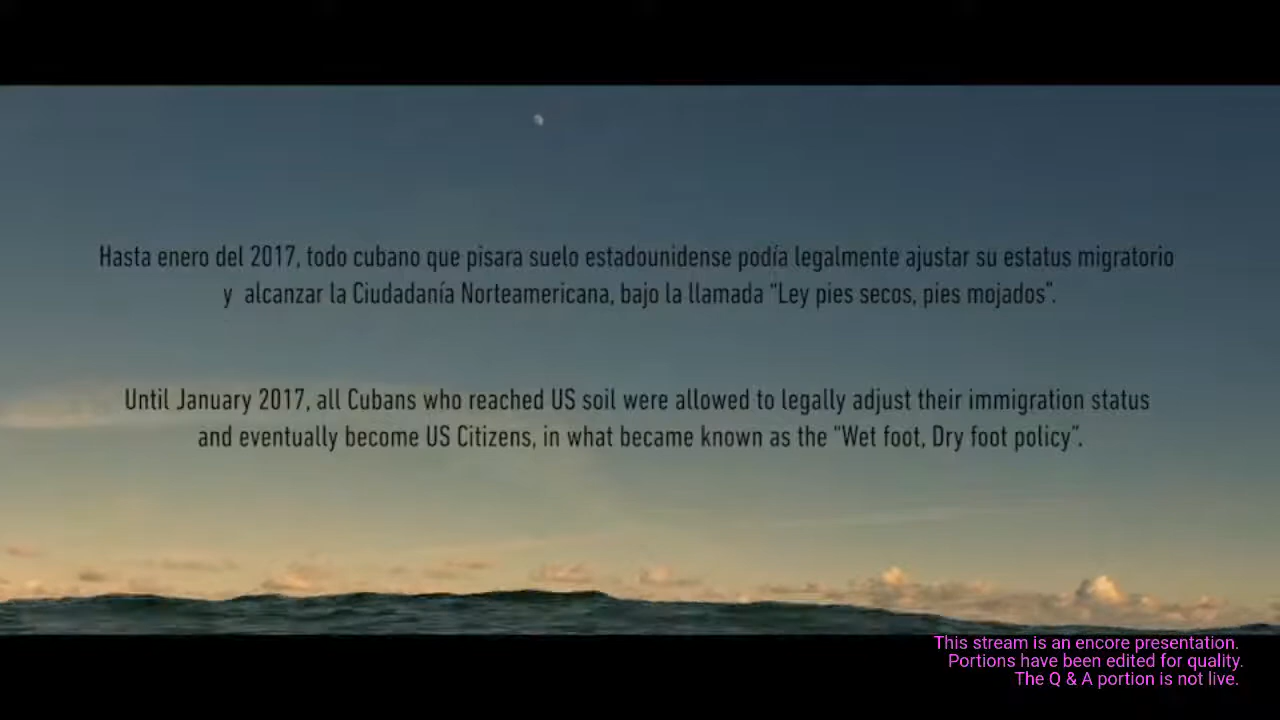 Hasta enero del 2017, todo cubano que pisara suelo estadounidense podía legalmente ajustar su estatus migratorio
y alcanzar la Ciudadanía Norteamericana, bajo la llamada "Ley pies secos, pies mojados".
Until January 2017, all Cubans who reached US soil were allowed to legally adjust their immigration status
and eventually become US Citizens, in what became known as the "Wet foot, Dry foot policy".
This stream is an encore presentation.
Portions have been edited for quality.
The Q & A portion is not live.